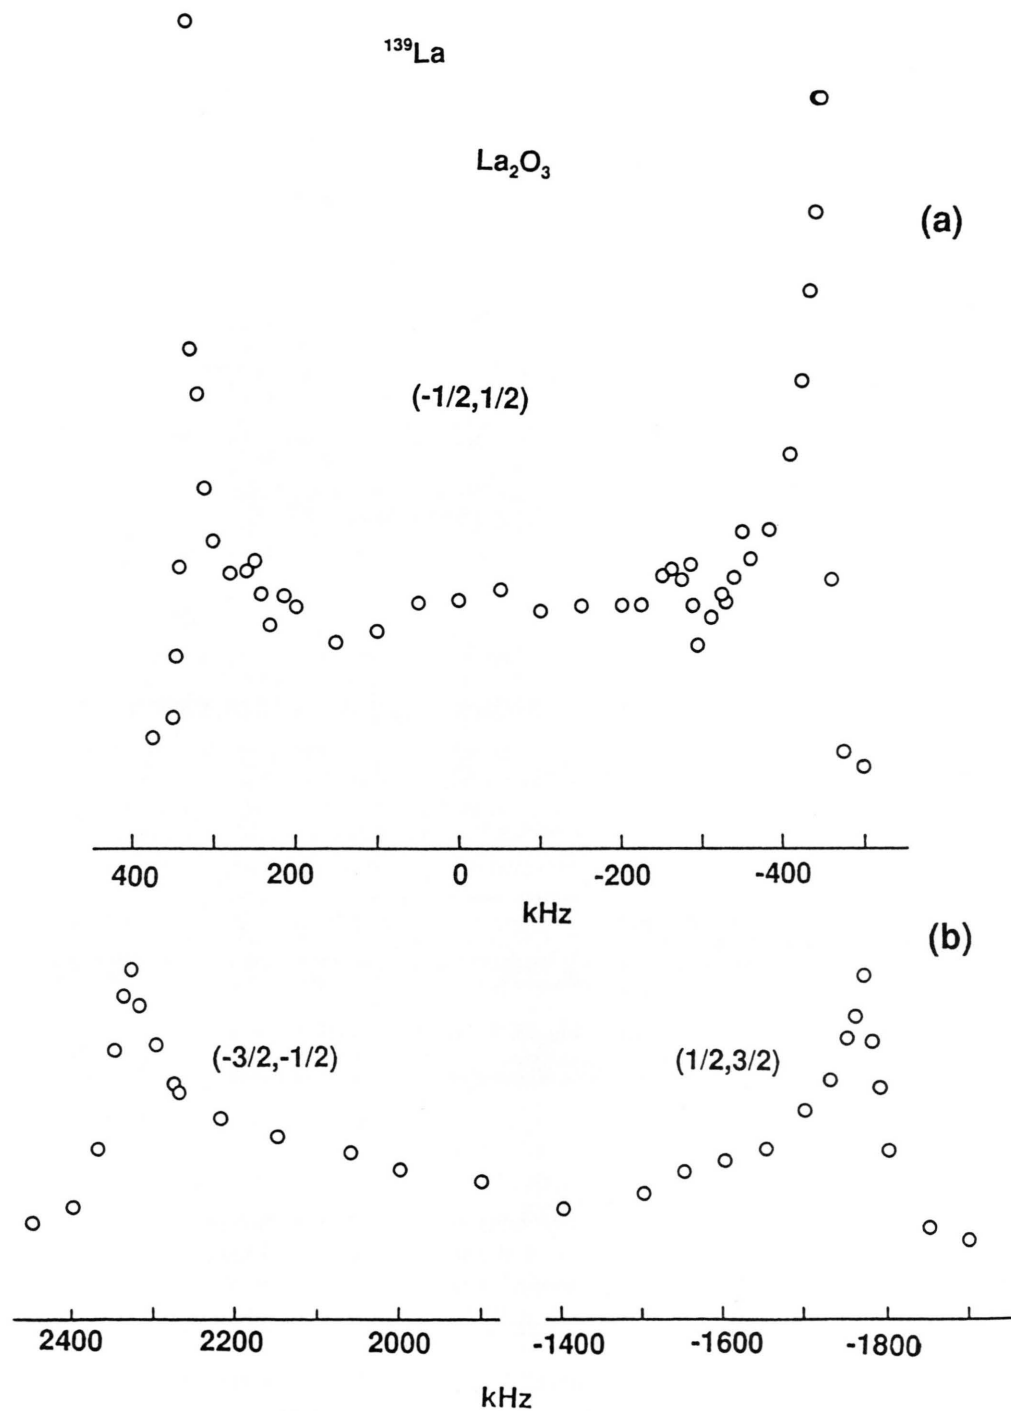 ¹³⁹La
La₂O₃
(a)
(-1/2,1/2)
400 200 0 -200 -400
kHz
(b)
(-3/2,-1/2) (1/2,3/2)
2400 2200 2000 -1400 -1600 -1800
kHz